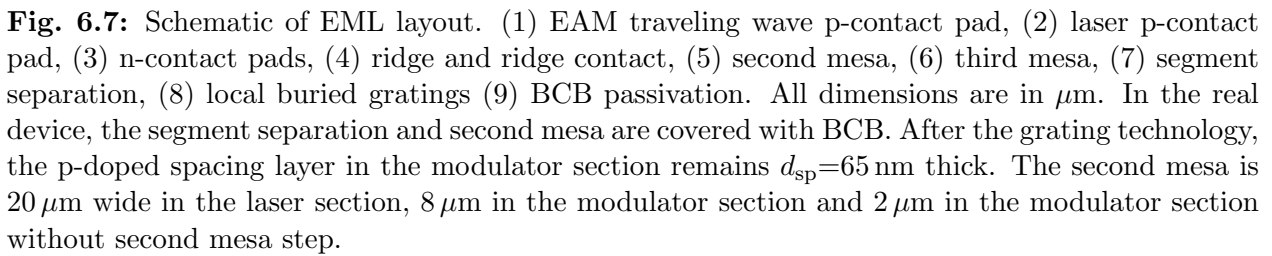 Fig. 6.7: Schematic of EML layout. (1) EAM traveling wave p-contact pad, (2) laser p-contact
pad, (3) n-contact pads, (4) ridge and ridge contact, (5) second mesa, (6) third mesa, (7) segment
separation, (8) local buried gratings (9) BCB passivation. All dimensions are in μm. In the real
device, the segment separation and second mesa are covered with BCB. After the grating technology,
the p-doped spacing layer in the modulator section remains d_sp=65 nm thick. The second mesa is
20 μm wide in the laser section, 8 μm in the modulator section and 2 μm in the modulator section
without second mesa step.